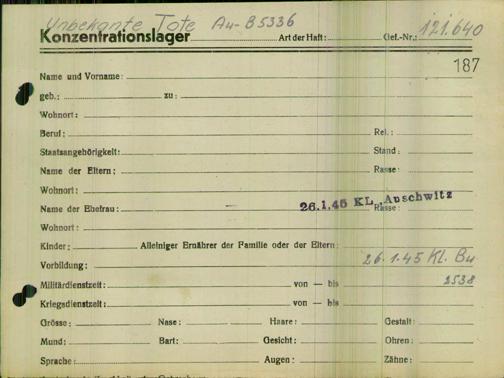 Unbekannte Tote Au-B5336
Konzentrationslager Art der Haft: Gef.-Nr.: 121.640
187
Name und Vorname:
geb.: zu:
Wohnort:
Beruf: Rel.:
Staatsangehörigkeit: Stand:
Name der Eltern: Rasse:
Wohnort:
26.1.45 KL. Auschwitz
Name der Ehefrau: Rasse:
Wohnort:
Kinder: Alleiniger Ernährer der Familie oder der Eltern:
Vorbildung: 26.1.45 Kl. Bu
Militärdienstzeit: von — bis 2538
Kriegsdienstzeit: von — bis
Grösse: Nase: Haare: Gestalt:
Mund: Bart: Gesicht: Ohren:
Sprache: Augen: Zähne: